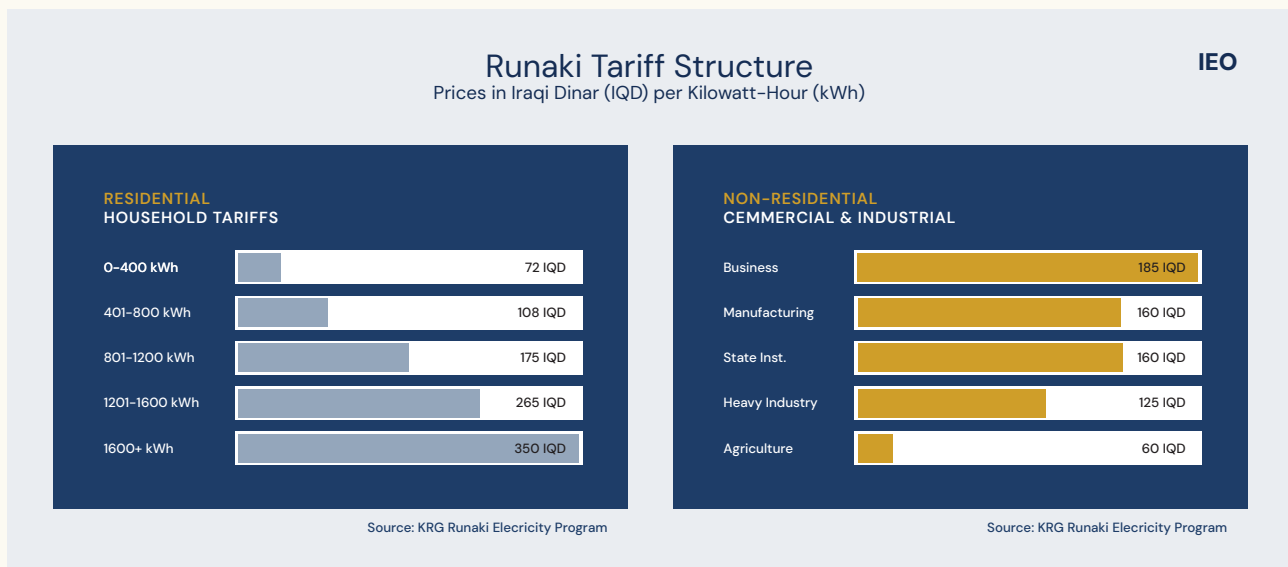 Runaki Tariff Structure
IEO
Prices in Iraqi Dinar (IQD) per Kilowatt-Hour (kWh)
RESIDENTIAL
HOUSEHOLD TARIFFS
0-400 kWh 72 IQD
401-800 kWh 108 IQD
801-1200 kWh 175 IQD
1201-1600 kWh 265 IQD
1600+ kWh 350 IQD
Source: KRG Runaki Elecricity Program
NON-RESIDENTIAL
CEMMERCIAL & INDUSTRIAL
Business 185 IQD
Manufacturing 160 IQD
State Inst. 160 IQD
Heavy Industry 125 IQD
Agriculture 60 IQD
Source: KRG Runaki Elecricity Program